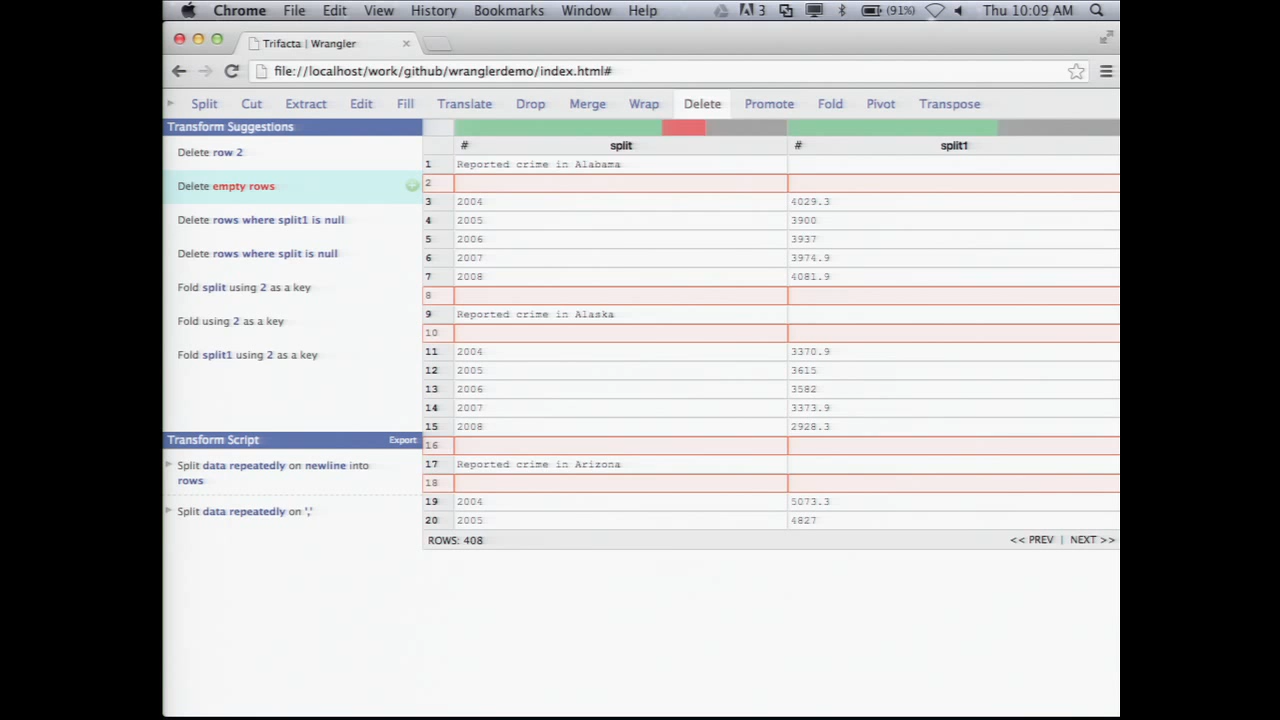 Chrome File Edit View History Bookmarks Window Help 3 (91%) Thu 10:09 AM
Trifacta | Wrangler
file://localhost/work/github/wranglerdemo/index.html#
Split Cut Extract Edit Fill Translate Drop Merge Wrap Delete Promote Fold Pivot Transpose
Transform Suggestions
Delete row 2
Delete empty rows
Delete rows where split1 is null
Delete rows where split is null
Fold split using 2 as a key
Fold using 2 as a key
Fold split1 using 2 as a key
Transform Script Export
Split data repeatedly on newline into
rows
Split data repeatedly on ','
# split # split1
1 Reported crime in Alabama
2
3 2004 4029.3
4 2005 3900
5 2006 3937
6 2007 3974.9
7 2008 4081.9
8
9 Reported crime in Alaska
10
11 2004 3370.9
12 2005 3615
13 2006 3582
14 2007 3373.9
15 2008 2928.3
16
17 Reported crime in Arizona
18
19 2004 5073.3
20 2005 4827
ROWS: 408 << PREV | NEXT >>